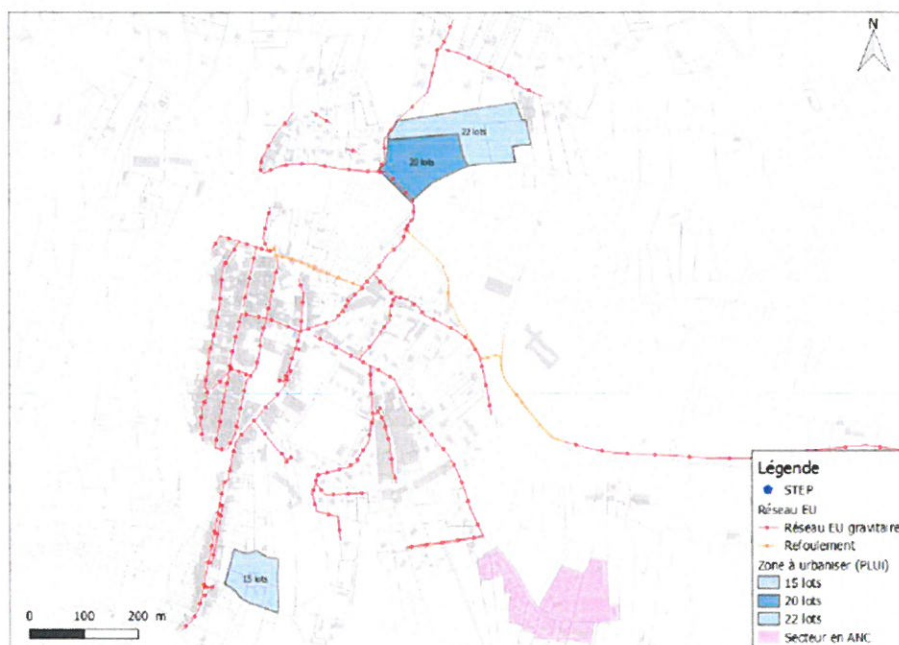 N
22 lots
20 lots
15 lots
0 100 200 m
Légende
STEP
Réseau EU
Réseau EU gravitaire
Refoulement
Zone à urbaniser (PLUI)
15 lots
20 lots
22 lots
Secteur en ANC